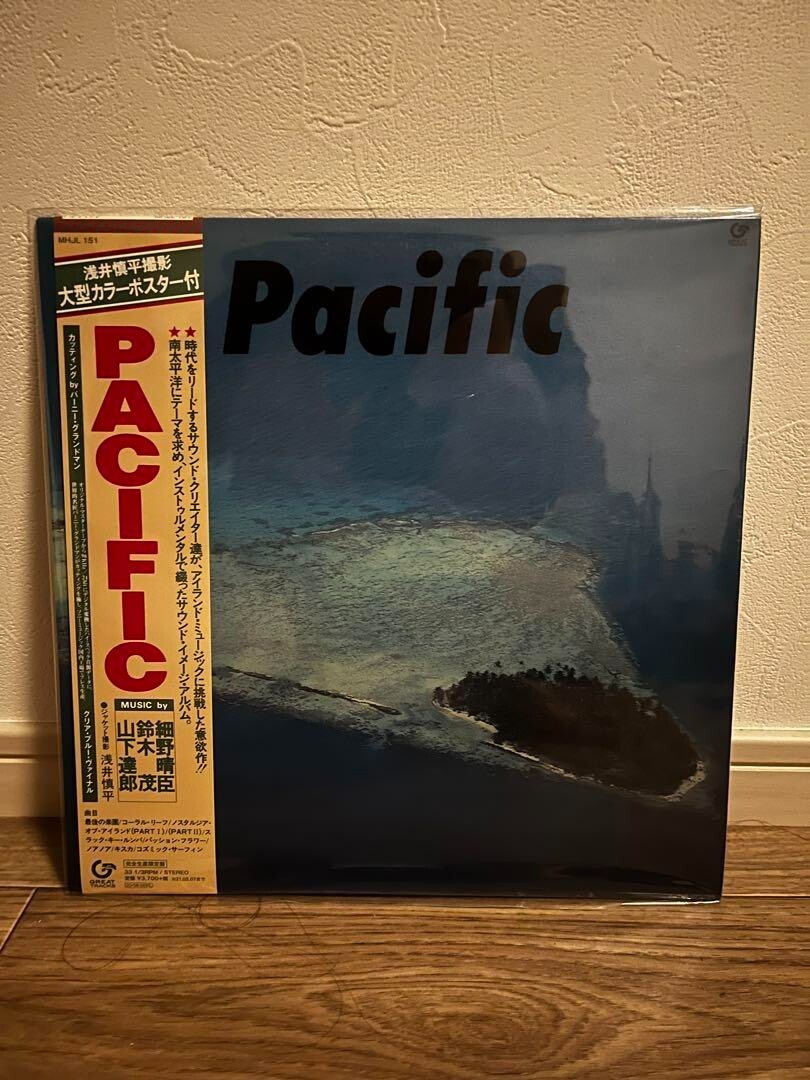 MHJL 151
浅井慎平撮影
大型カラーポスター付
PACIFIC
★時代をリードするサウンド・クリエイター達が、アイランド・ミュージックに挑戦した意欲作!!
★南太平洋にテーマを求め、インストゥルメンタルで綴ったサウンド・イメージ・アルバム。
カッティング by バーニー・グランドマン
クリア・ブルー・ヴァイナル
MUSIC by
細野晴臣
鈴木 茂
山下達郎
●ジャケット撮影 浅井慎平
曲目
最後の楽園/コーラル・リーフ/ノスタルジア・
オブ・アイランド(PART I)/(PART II)/ス
ラック・キー・ルンバ/パッション・フラワー/
ノアノア/キスカ/コズミック・サーフィン
GREAT
TRACKS
完全生産限定盤
33 1/3RPM / STEREO
定価 ¥3,700+税
Pacific